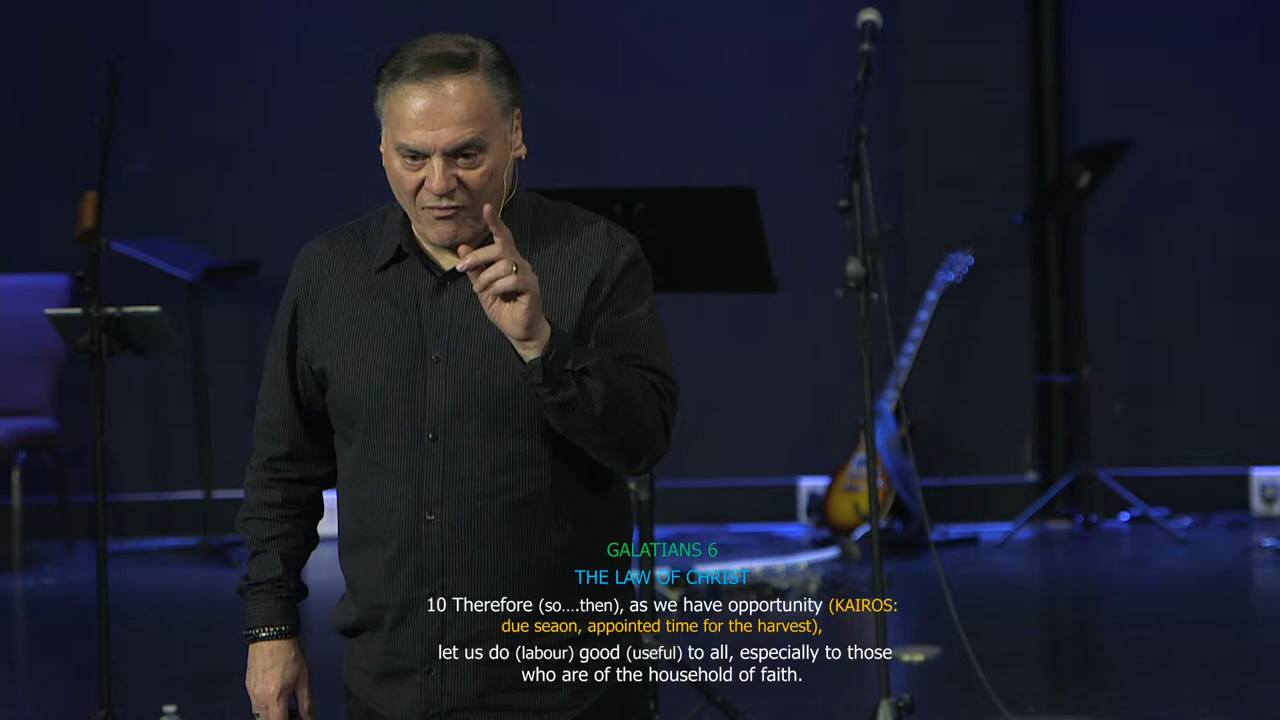 GALATIANS 6
THE LAW OF CHRIST
10 Therefore (so....then), as we have opportunity (KAIROS:
due seaon, appointed time for the harvest),
let us do (labour) good (useful) to all, especially to those
who are of the household of faith.